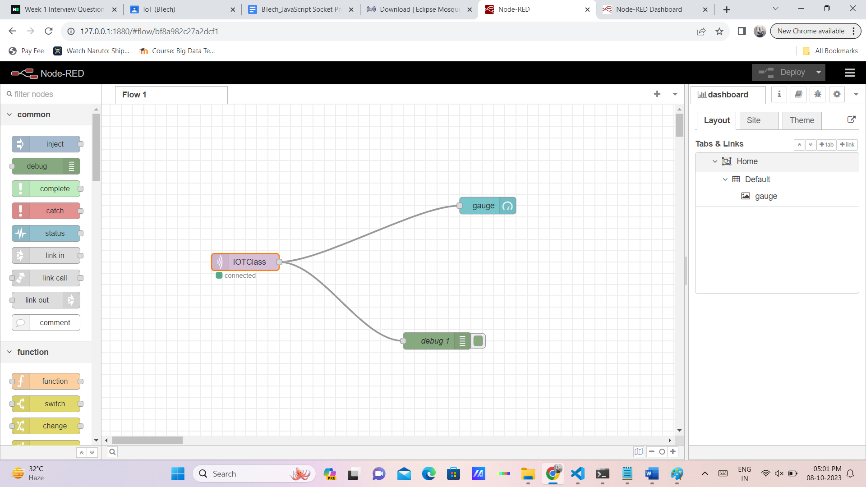 Week 1 Interview Question
IoT (BTech)
BTech_JavaScript Socket Pr
Download | Eclipse Mosqu
Node-RED
Node-RED Dashboard
127.0.0.1:1880/#flow/bf8a982c27a2dcf1
New Chrome available
Pay Fee
Watch Naruto: Ship...
Course: Big Data Te...
All Bookmarks
Node-RED
Deploy
filter nodes
Flow 1
dashboard
common
Layout
Site
Theme
inject
Tabs & Links
tab
link
debug
Home
complete
Default
catch
gauge
status
gauge
link in
IOTClass
connected
link call
link out
comment
debug 1
function
function
switch
change
32°C
Haze
Search
ENG
IN
05:01 PM
08-10-2023